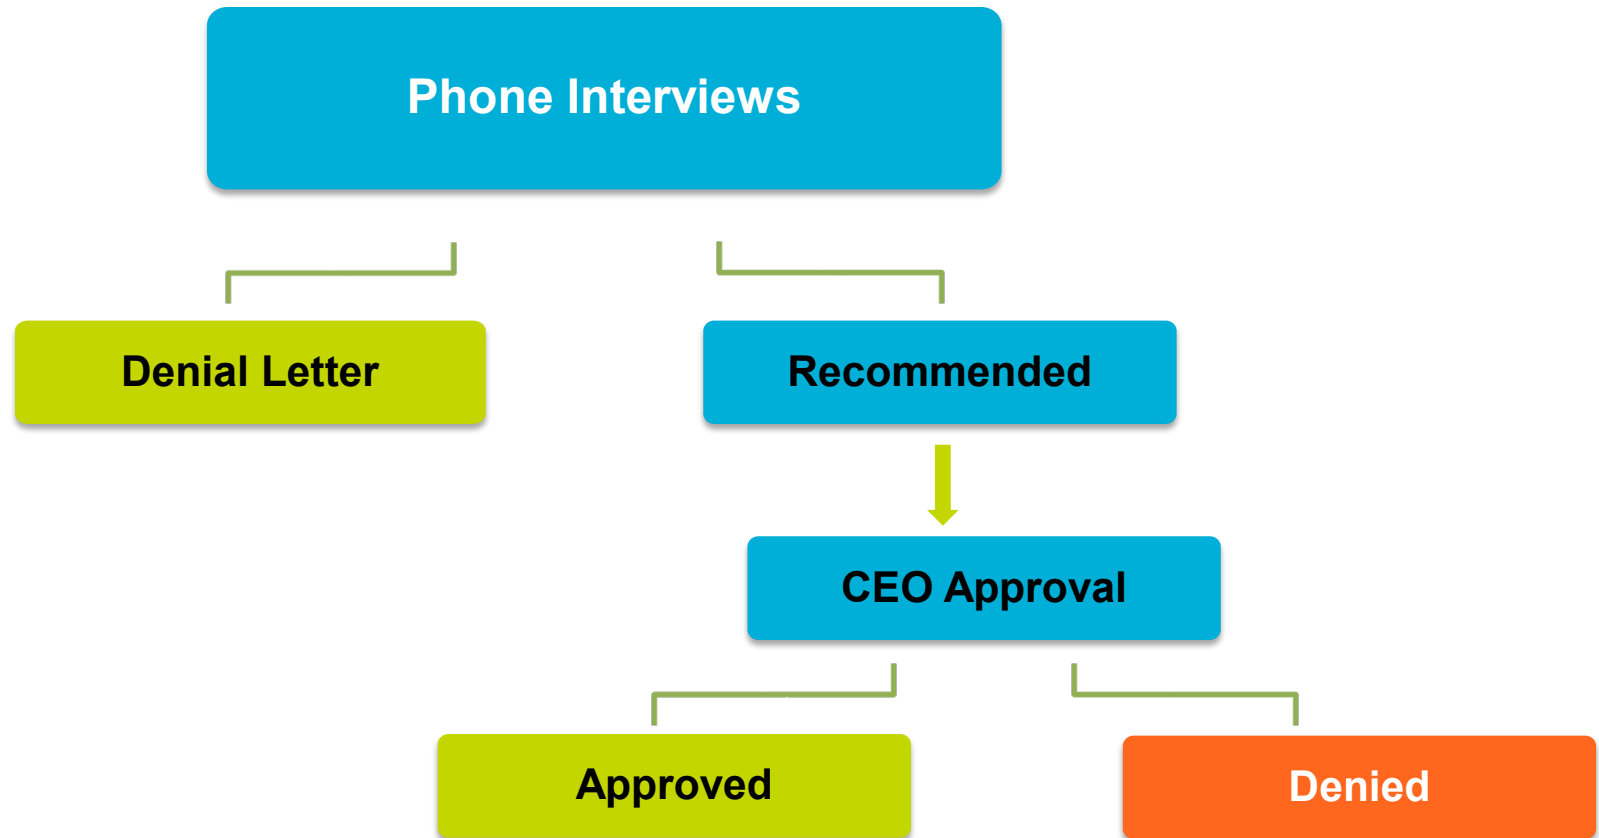 Phone Interviews
Denial Letter
Recommended
CEO Approval
Approved
Denied